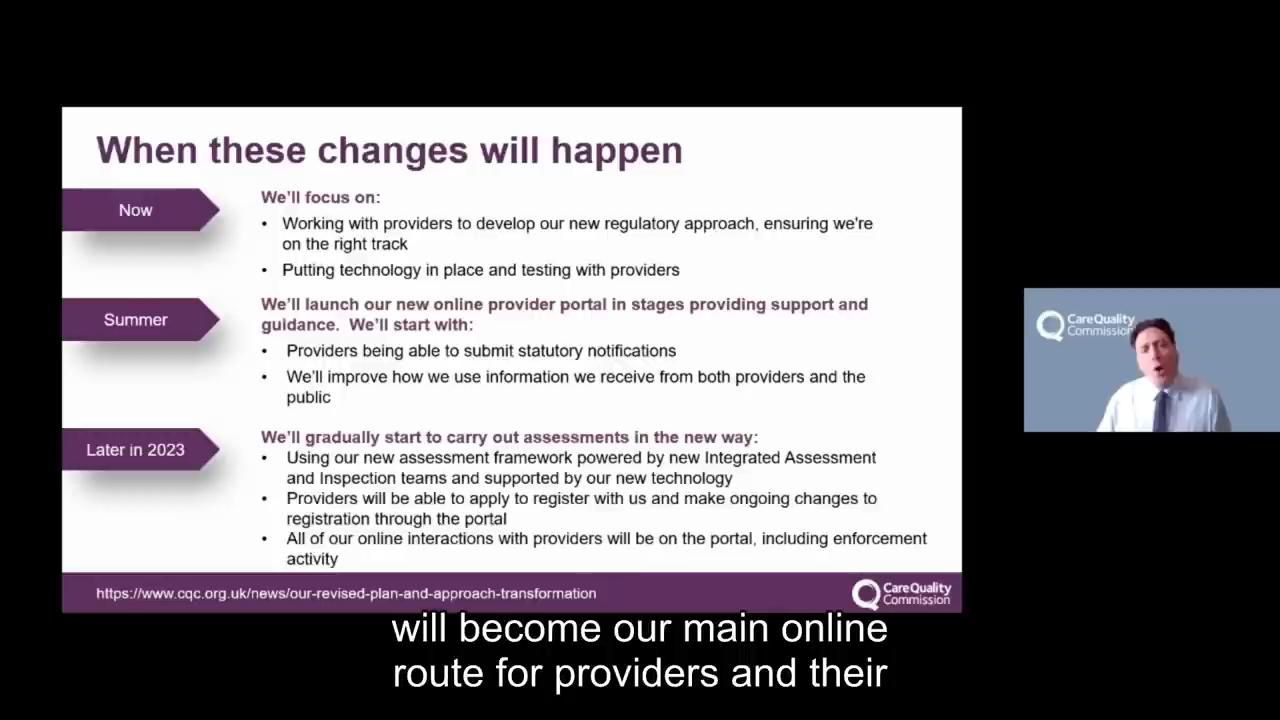 When these changes will happen
Now
We'll focus on:
• Working with providers to develop our new regulatory approach, ensuring we're
on the right track
• Putting technology in place and testing with providers
Summer
We'll launch our new online provider portal in stages providing support and
guidance. We'll start with:
• Providers being able to submit statutory notifications
• We'll improve how we use information we receive from both providers and the
public
Later in 2023
We'll gradually start to carry out assessments in the new way:
• Using our new assessment framework powered by new Integrated Assessment
and Inspection teams and supported by our new technology
• Providers will be able to apply to register with us and make ongoing changes to
registration through the portal
• All of our online interactions with providers will be on the portal, including enforcement
activity
https://www.cqc.org.uk/news/our-revised-plan-and-approach-transformation
CareQuality
Commission
CareQuality
Commission
will become our main online
route for providers and their